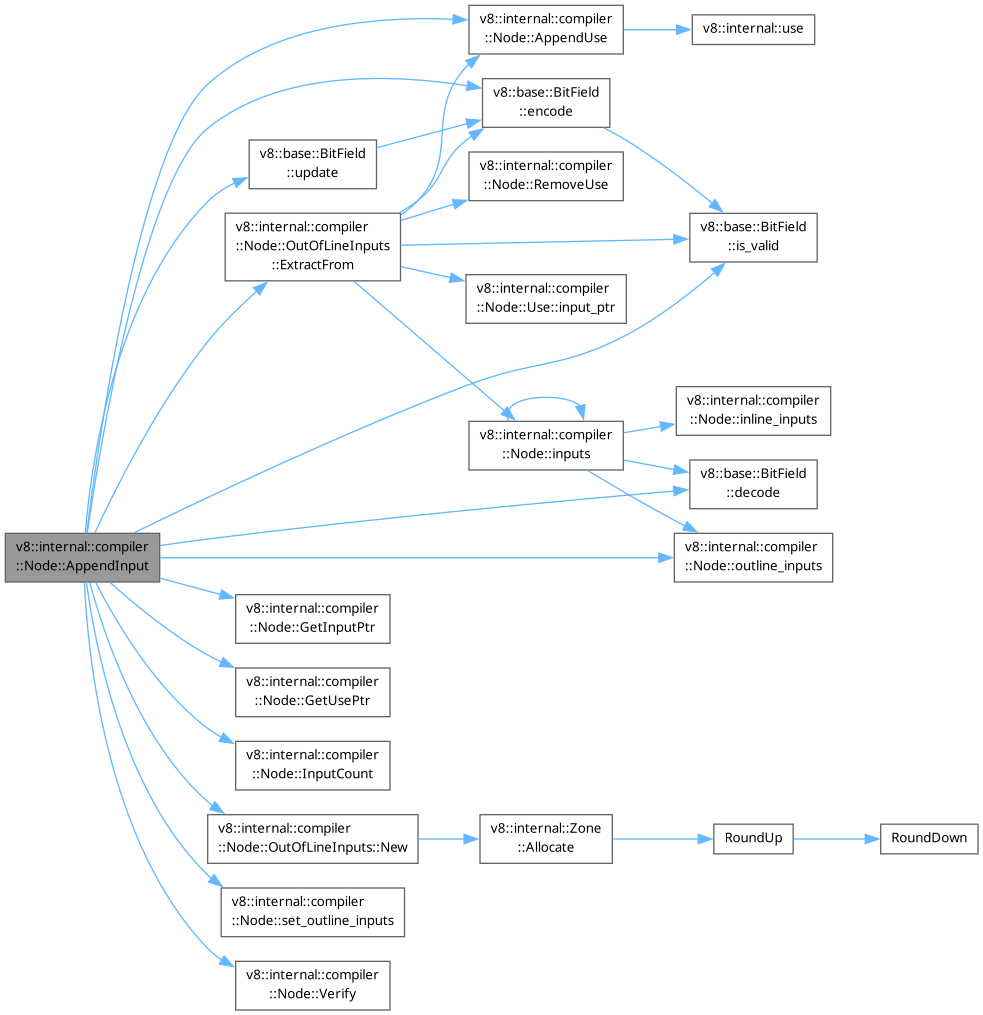 v8::internal::compiler
::Node::AppendUse
v8::internal::use
v8::base::BitField
::encode
v8::base::BitField
::update
v8::internal::compiler
::Node::RemoveUse
v8::internal::compiler
::Node::OutOfLineInputs
::ExtractFrom
v8::base::BitField
::is_valid
v8::internal::compiler
::Node::Use::input_ptr
v8::internal::compiler
::Node::inline_inputs
v8::internal::compiler
::Node::inputs
v8::base::BitField
::decode
v8::internal::compiler
::Node::AppendInput
v8::internal::compiler
::Node::outline_inputs
v8::internal::compiler
::Node::GetInputPtr
v8::internal::compiler
::Node::GetUsePtr
v8::internal::compiler
::Node::InputCount
v8::internal::compiler
::Node::OutOfLineInputs::New
v8::internal::Zone
::Allocate
RoundUp
RoundDown
v8::internal::compiler
::Node::set_outline_inputs
v8::internal::compiler
::Node::Verify